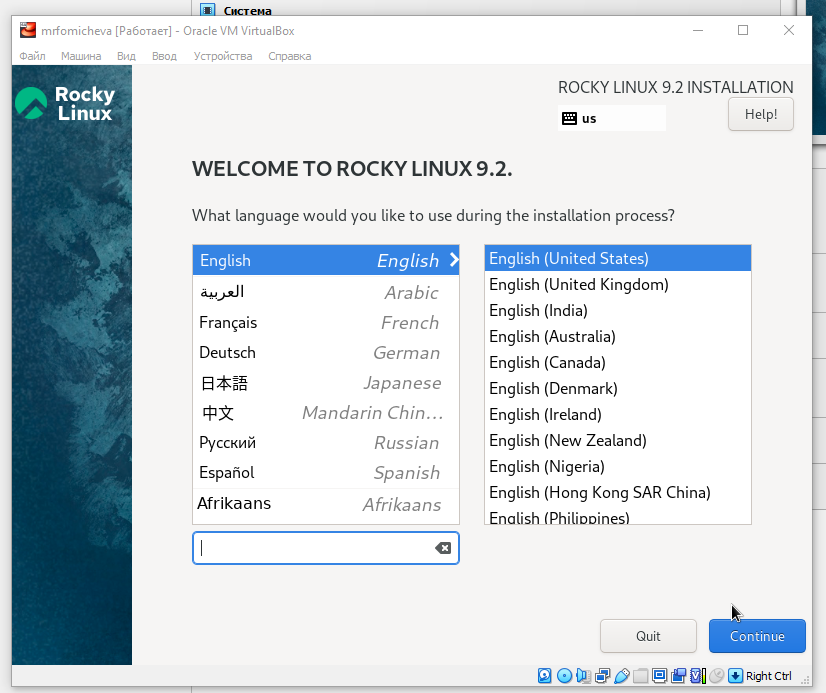 Система
mrfomicheva [Работает] - Oracle VM VirtualBox
Файл Машина Вид Ввод Устройства Справка
Rocky
Linux
ROCKY LINUX 9.2 INSTALLATION
us
Help!
WELCOME TO ROCKY LINUX 9.2.
What language would you like to use during the installation process?
English English
العربية Arabic
Français French
Deutsch German
日本語 Japanese
中文 Mandarin Chin…
Русский Russian
Español Spanish
Afrikaans Afrikaans
English (United States)
English (United Kingdom)
English (India)
English (Australia)
English (Canada)
English (Denmark)
English (Ireland)
English (New Zealand)
English (Nigeria)
English (Hong Kong SAR China)
English (Philippines)
Quit
Continue
Right Ctrl